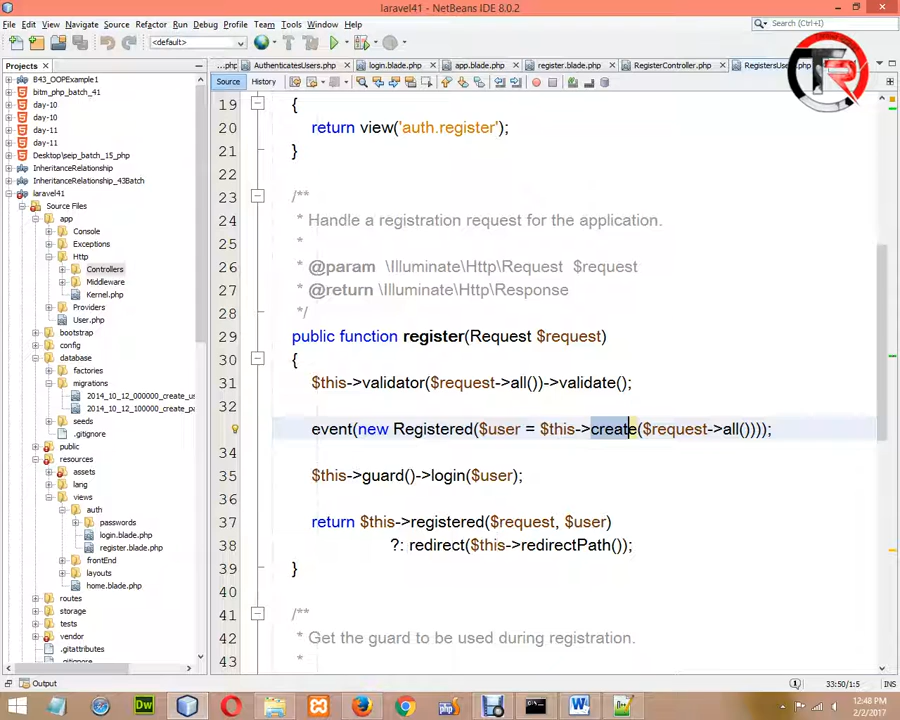 laravel41 - NetBeans IDE 8.0.2
File Edit View Navigate Source Refactor Run Debug Profile Team Tools Window Help
Search (Ctrl+I)
<default>
Projects
...php AuthenticatesUsers.php login.blade.php app.blade.php register.blade.php RegisterController.php RegistersUsers.php
TR
Source History
B43_OOPExample1
bitm_php_batch_41
day-10
day-10
day-11
day-11
Desktop\seip_batch_15_php
InheritanceRelationship
InheritanceRelationship_43Batch
laravel41
Source Files
app
Console
Exceptions
Http
Controllers
Middleware
Kernel.php
Providers
User.php
bootstrap
config
database
factories
migrations
2014_10_12_000000_create_us
2014_10_12_100000_create_pa
seeds
.gitignore
public
resources
assets
lang
views
auth
passwords
login.blade.php
register.blade.php
frontEnd
layouts
home.blade.php
routes
storage
tests
vendor
.gitattributes
.gitignore
19 {
20 return view('auth.register');
21 }
22
23 /**
24 * Handle a registration request for the application.
25 *
26 * @param \Illuminate\Http\Request $request
27 * @return \Illuminate\Http\Response
28 */
29 public function register(Request $request)
30 {
31 $this->validator($request->all())->validate();
32
event(new Registered($user = $this->create($request->all())));
34
35 $this->guard()->login($user);
36
37 return $this->registered($request, $user)
38 ?: redirect($this->redirectPath());
39 }
40
41 /**
42 * Get the guard to be used during registration.
43 *
Output
33:50/1:5 INS
12:48 PM
2/2/2017